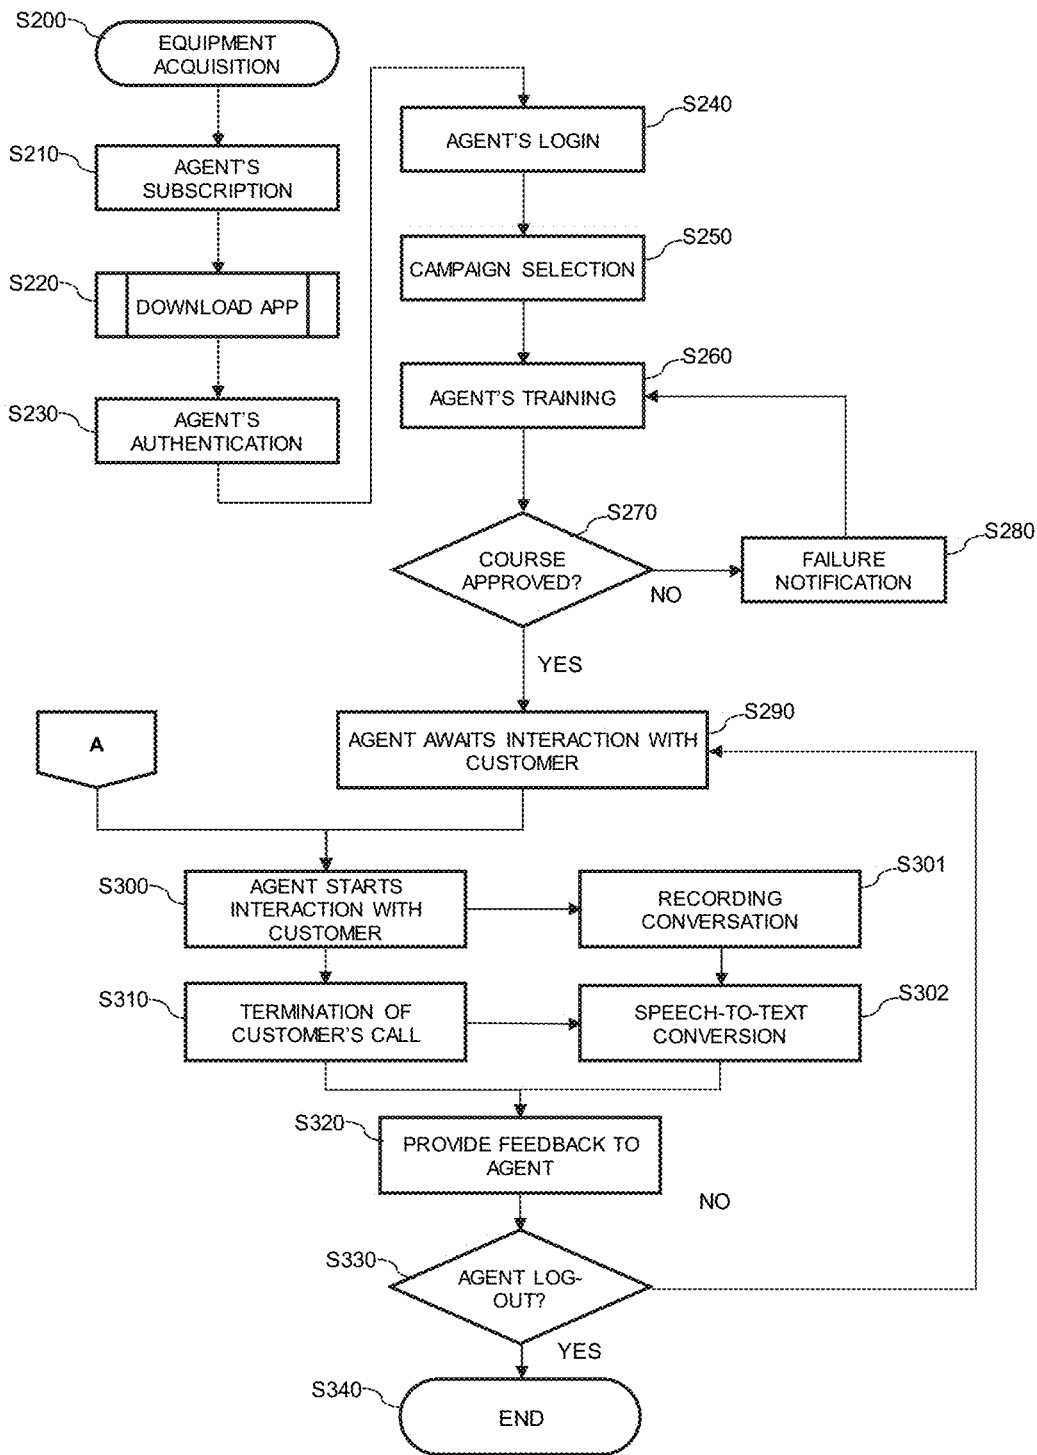 S200
EQUIPMENT
ACQUISITION
S210
AGENT'S
SUBSCRIPTION
S220
DOWNLOAD APP
S230
AGENT'S
AUTHENTICATION
S240
AGENT'S LOGIN
S250
CAMPAIGN SELECTION
S260
AGENT'S TRAINING
S270
COURSE
APPROVED?
NO
S280
FAILURE
NOTIFICATION
YES
A
S290
AGENT AWAITS INTERACTION WITH
CUSTOMER
S300
AGENT STARTS
INTERACTION WITH
CUSTOMER
S301
RECORDING
CONVERSATION
S310
TERMINATION OF
CUSTOMER'S CALL
S302
SPEECH-TO-TEXT
CONVERSION
S320
PROVIDE FEEDBACK TO
AGENT
NO
S330
AGENT LOG-
OUT?
YES
S340
END